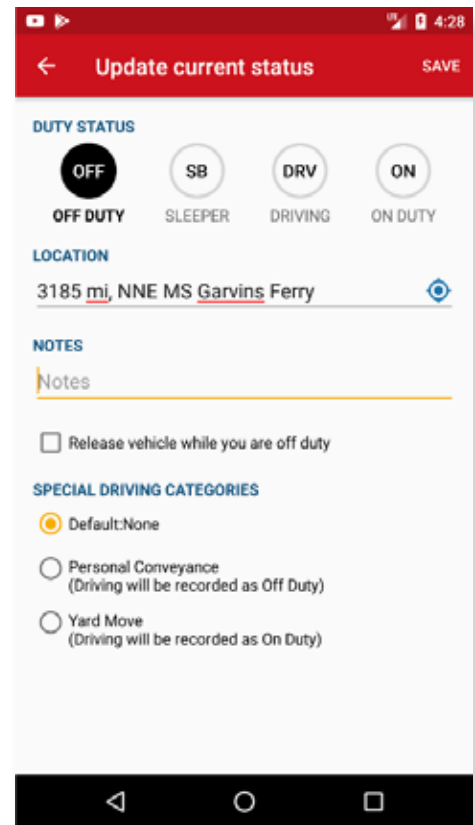 4:28
Update current status SAVE
DUTY STATUS
OFF SB DRV ON
OFF DUTY SLEEPER DRIVING ON DUTY
LOCATION
3185 mi, NNE MS Garvins Ferry
NOTES
Notes
Release vehicle while you are off duty
SPECIAL DRIVING CATEGORIES
Default:None
Personal Conveyance
(Driving will be recorded as Off Duty)
Yard Move
(Driving will be recorded as On Duty)